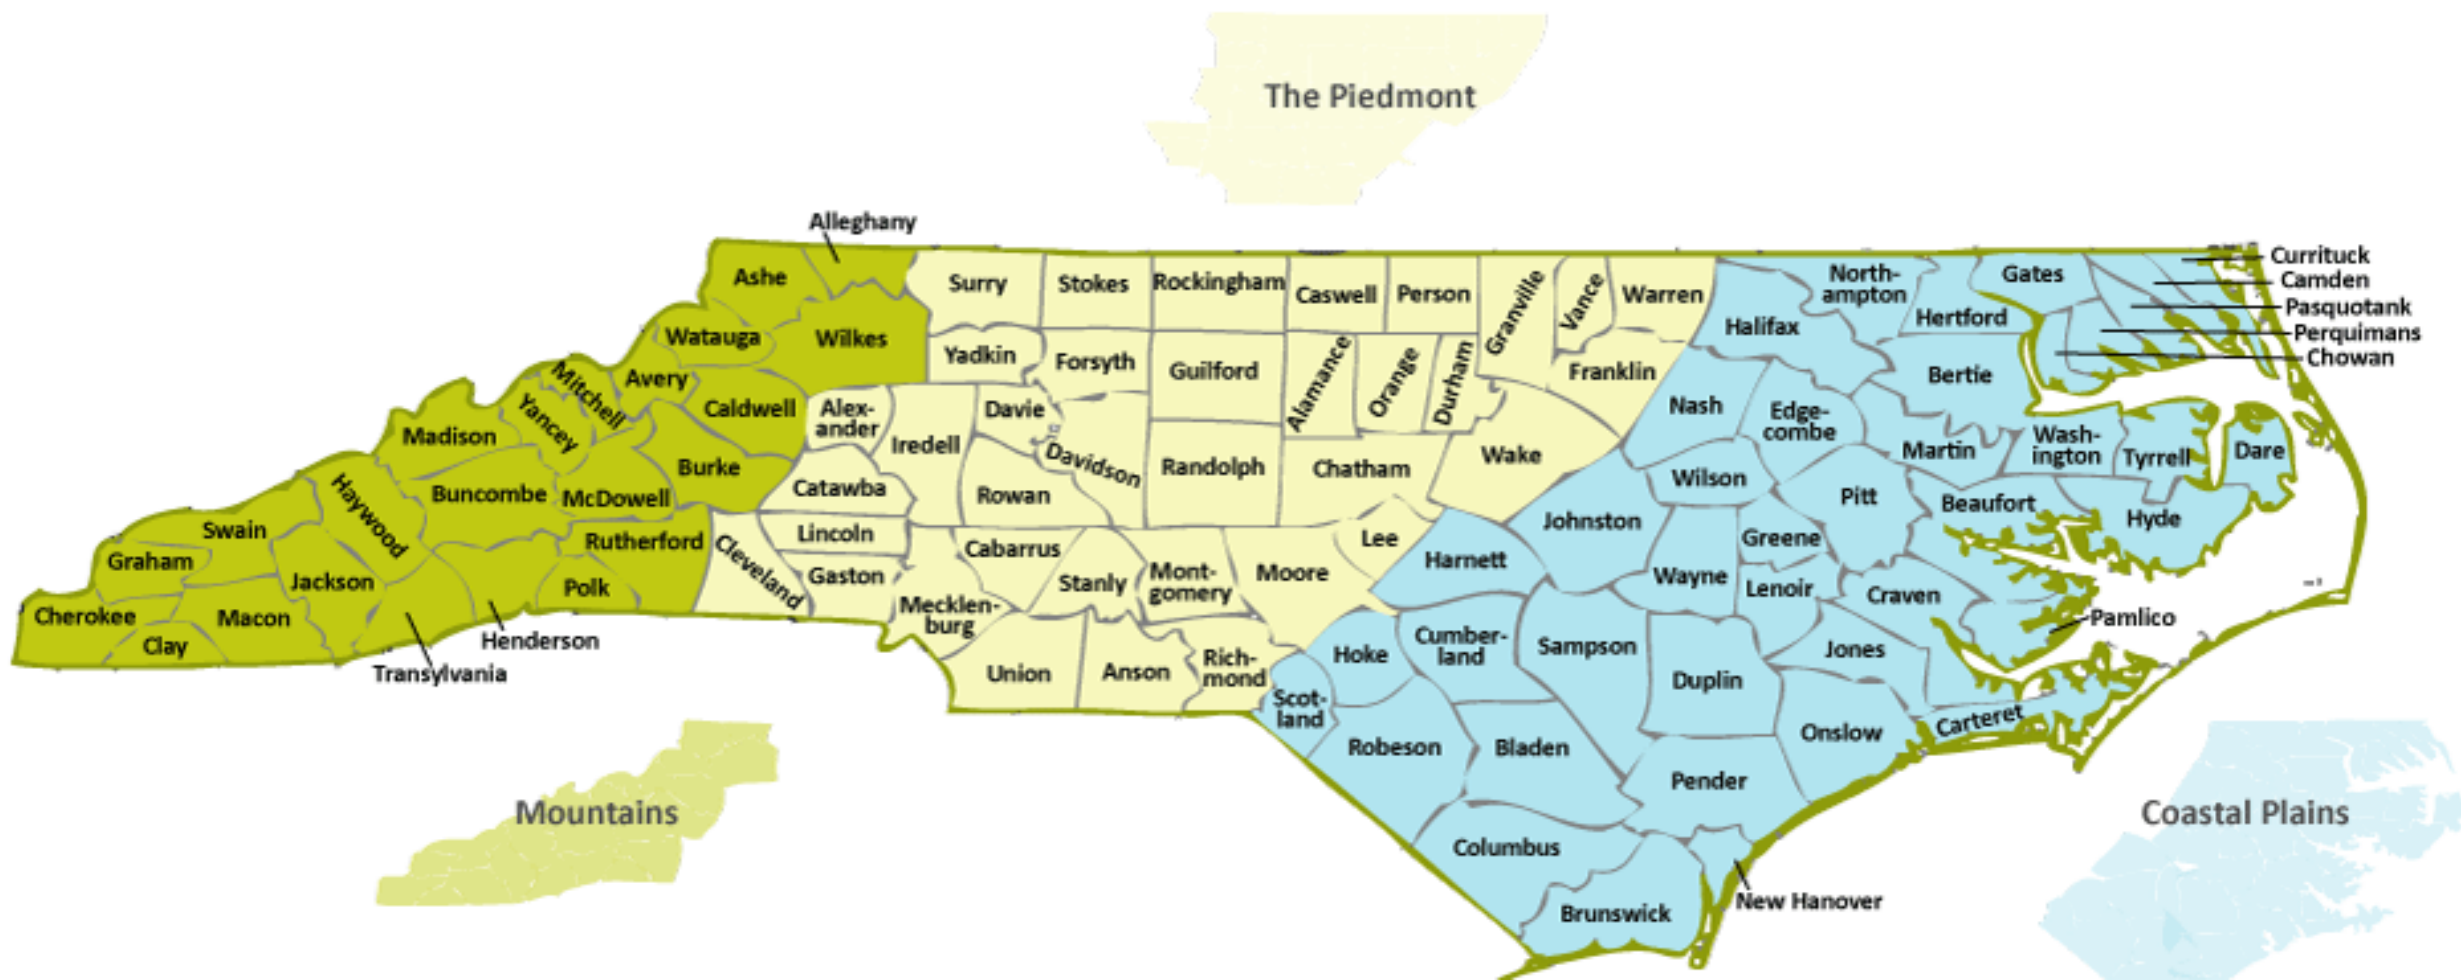 The Piedmont
Alleghany
Ashe
Surry
Stokes
Rockingham
Caswell
Person
Granville
Vance
Warren
North-
ampton
Gates
Currituck
Camden
Pasquotank
Perquimans
Chowan
Watauga
Wilkes
Yadkin
Forsyth
Guilford
Alamance
Orange
Durham
Franklin
Halifax
Hertford
Bertie
Mitchell
Avery
Yancey
Caldwell
Alex-
ander
Iredell
Davie
Davidson
Nash
Edge-
combe
Martin
Wash-
ington
Tyrrell
Dare
Madison
Haywood
Buncombe
McDowell
Burke
Catawba
Rowan
Randolph
Chatham
Wake
Wilson
Pitt
Beaufort
Hyde
Swain
Graham
Jackson
Rutherford
Cleveland
Lincoln
Cabarrus
Lee
Johnston
Greene
Harnett
Cherokee
Macon
Clay
Polk
Henderson
Transylvania
Gaston
Mecklen-
burg
Stanly
Mont-
gomery
Moore
Wayne
Lenoir
Craven
Pamlico
Union
Anson
Rich-
mond
Scot-
land
Hoke
Cumber-
land
Sampson
Duplin
Jones
Carteret
Onslow
Robeson
Bladen
Pender
Columbus
Brunswick
New Hanover
Mountains
Coastal Plains